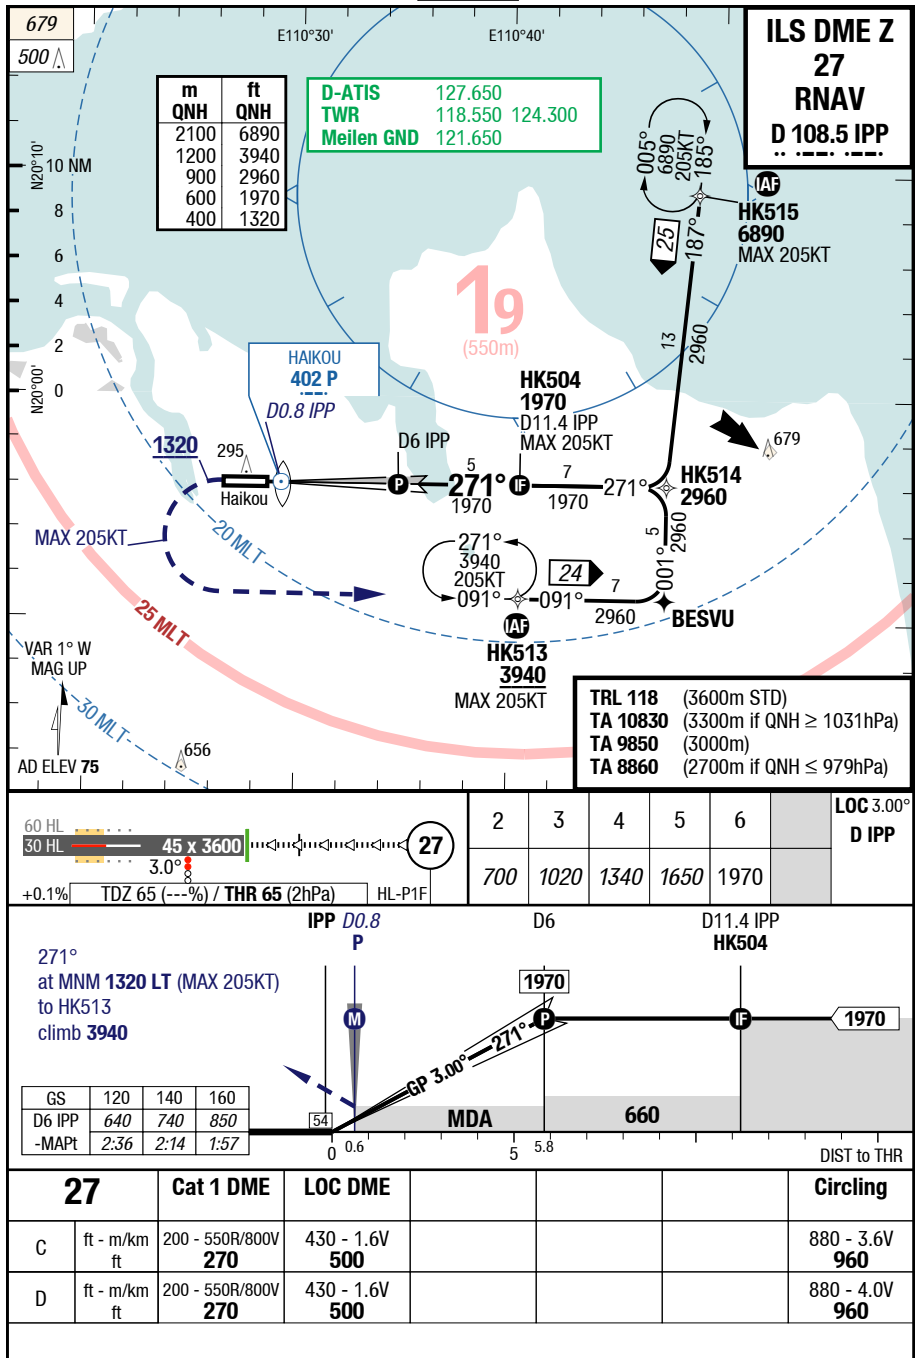 679
500
E110°30'
E110°40'
ILS DME Z
27
RNAV
D 108.5 IPP
m ft
QNH QNH
2100 6890
1200 3940
900 2960
600 1970
400 1320
D-ATIS 127.650
TWR 118.550 124.300
Meilen GND 121.650
N20°10'
10 NM
8
6
4
2
0
N20°00'
005°
6890
205KT
185°
IAF
HK515
6890
MAX 205KT
25
187°
13
2960
19
(550m)
HAIKOU
402 P
D0.8 IPP
HK504
1970
D11.4 IPP
MAX 205KT
D6 IPP
679
1320
295
Haikou
P
5
271°
1970
IF
7
1970
271°
HK514
2960
MAX 205KT
20 MLT
271°
3940
205KT
091°
24
091°
7
2960
5
2960
001°
BESVU
IAF
HK513
3940
MAX 205KT
25 MLT
VAR 1° W
MAG UP
30 MLT
AD ELEV 75
656
TRL 118 (3600m STD)
TA 10830 (3300m if QNH ≥ 1031hPa)
TA 9850 (3000m)
TA 8860 (2700m if QNH ≤ 979hPa)
60 HL
30 HL
45 x 3600
27
3.0°
+0.1%
TDZ 65 (---%) / THR 65 (2hPa)
HL-P1F
2 3 4 5 6 LOC 3.00°
D IPP
700 1020 1340 1650 1970
IPP D0.8
P
D6
D11.4 IPP
HK504
271°
at MNM 1320 LT (MAX 205KT)
to HK513
climb 3940
1970
M
P
IF
1970
GP 3.00°
271°
GS 120 140 160
D6 IPP 640 740 850
-MAPt 2:36 2:14 1:57
54
MDA
660
0 0.6 5 5.8
DIST to THR
27 Cat 1 DME LOC DME Circling
C ft - m/km 200 - 550R/800V 430 - 1.6V 880 - 3.6V
ft 270 500 960
D ft - m/km 200 - 550R/800V 430 - 1.6V 880 - 4.0V
ft 270 500 960